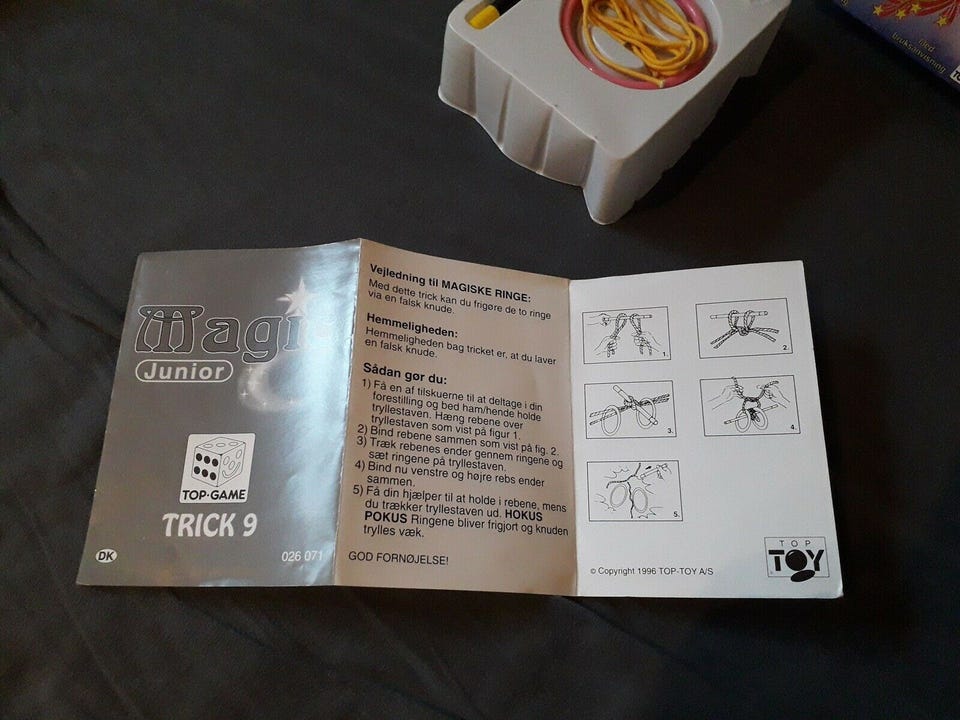 Magi
Junior
TOP-GAME
TRICK 9
DK
026 071
Vejledning til MAGISKE RINGE:
Med dette trick kan du frigøre de to ringe
via en falsk knude.
Hemmeligheden:
Hemmeligheden bag tricket er, at du laver
en falsk knude.
Sådan gør du:
1) Få en af tilskuerne til at deltage i din
forestilling og bed ham/hende holde
tryllestaven. Hæng rebene over
tryllestaven som vist på figur 1.
2) Bind rebene sammen som vist på fig. 2.
3) Træk rebenes ender gennem ringene og
sæt ringene på tryllestaven.
4) Bind nu venstre og højre rebs ender
sammen.
5) Få din hjælper til at holde i rebene, mens
du trækker tryllestaven ud. HOKUS
POKUS Ringene bliver frigjort og knuden
trylles væk.
GOD FORNØJELSE!
1.
2.
3.
4.
5.
© Copyright 1996 TOP-TOY A/S
TOP
TOY
Med
bruksanvisning